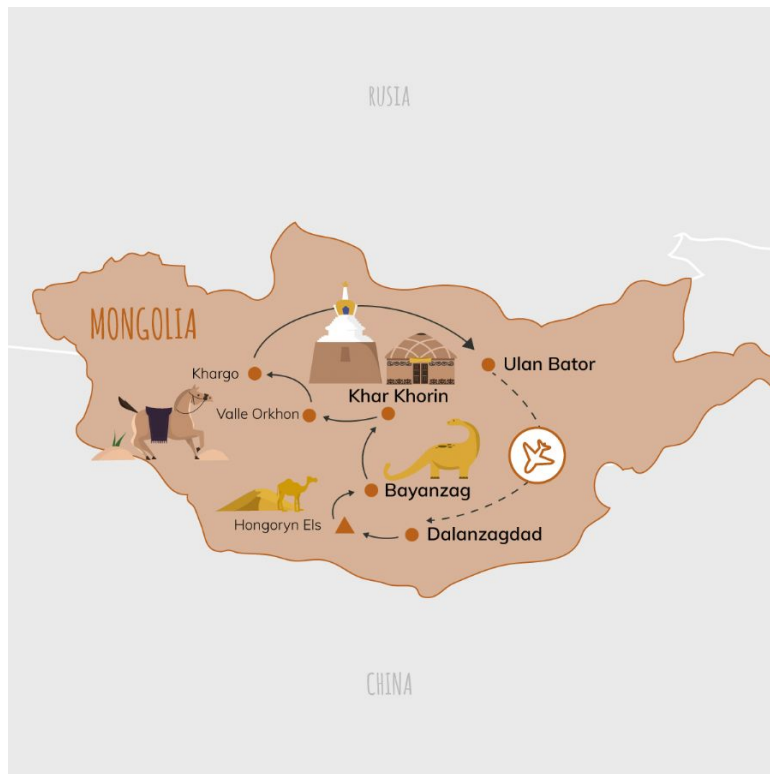 RUSIA
MONGOLIA
Khargo
Ulan Bator
Khar Khorin
Valle Orkhon
Bayanzag
Hongoryn Els
Dalanzagdad
CHINA